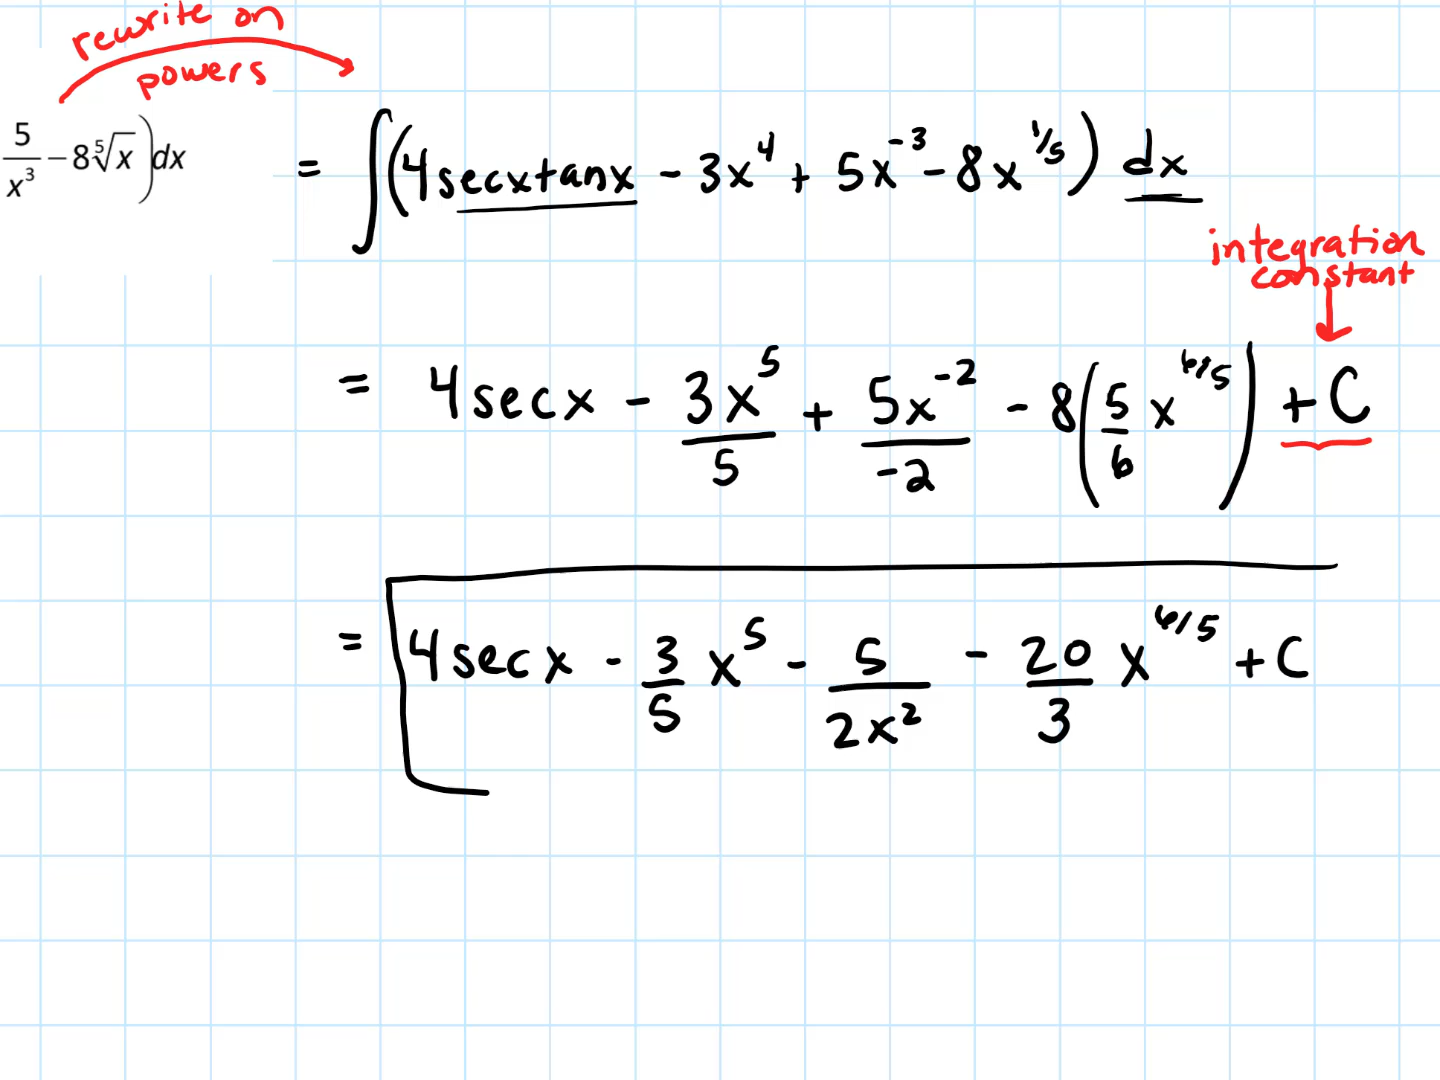 rewrite on
powers
5/x³ − 8⁵√x)dx = ∫(4secxtanx − 3x⁴ + 5x⁻³ − 8x^(1/5)) dx
integration
constant
= 4secx − 3x⁵/5 + 5x⁻²/−2 − 8(5/6 x^(6/5)) + C
= 4secx − 3/5 x⁵ − 5/2x² − 20/3 x^(6/5) + C